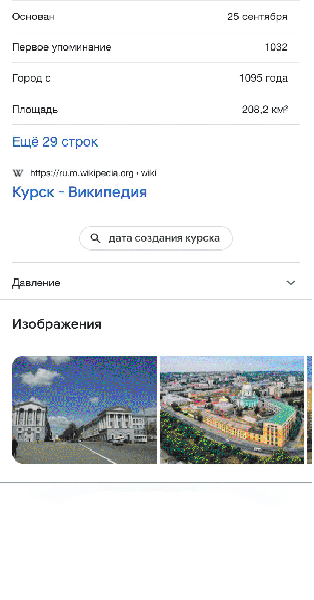 Основан 25 сентября
Первое упоминание 1032
Город с 1095 года
Площадь 208,2 км²
Ещё 29 строк
W https://ru.m.wikipedia.org › wiki
Курск - Википедия
дата создания курска
Давление
Изображения